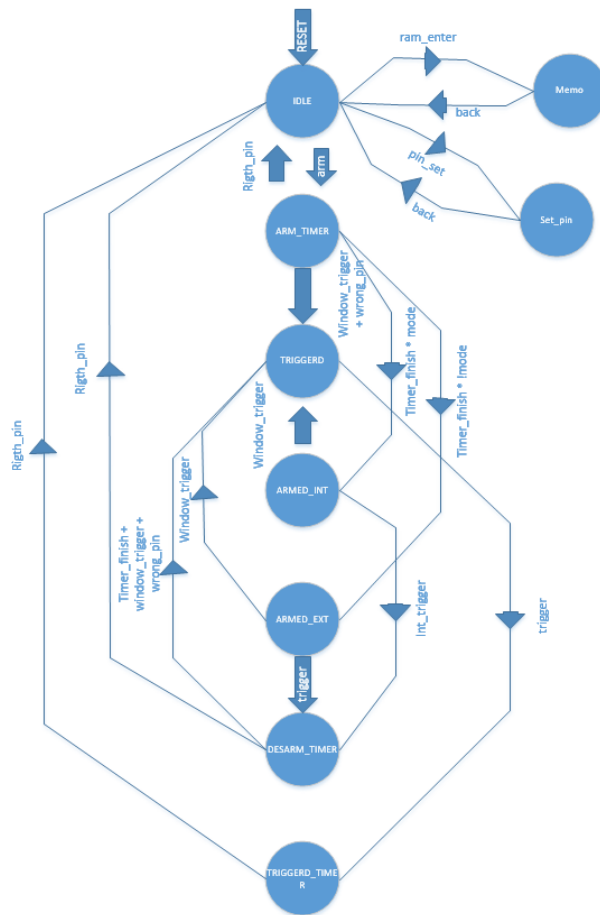 RESET
ram_enter
IDLE
Memo
back
Rigth_pin
arm
pin_set
back
Set_pin
ARM_TIMER
Window_trigger
+ wrong_pin
Timer_finish * mode
Timer_finish * !mode
TRIGGERD
Rigth_pin
Rigth_pin
Window_trigger
Window_trigger
ARMED_INT
Timer_finish +
window_trigger +
wrong_pin
Int_trigger
trigger
ARMED_EXT
trigger
DESARM_TIMER
TRIGGERD_TIME
R